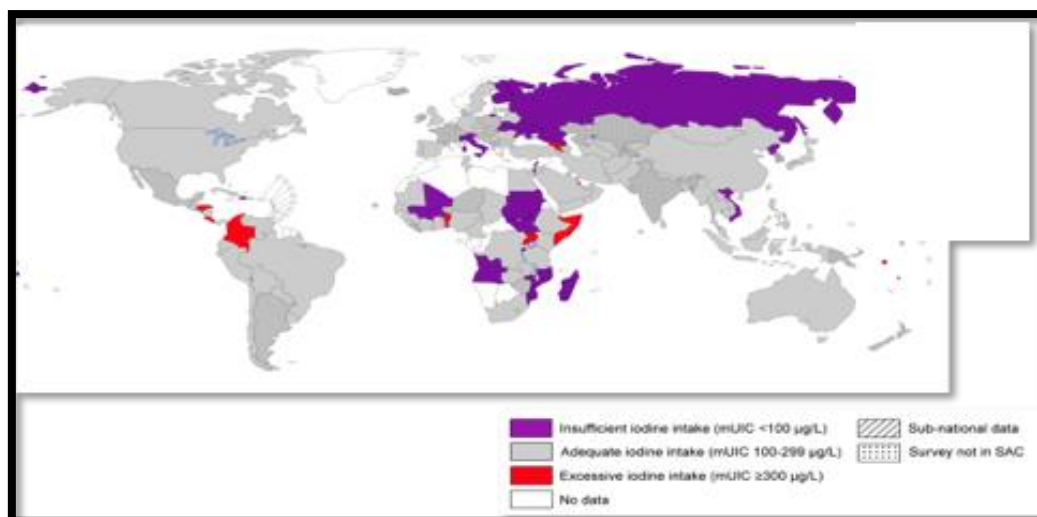 Insufficient iodine intake (mUIC <100 µg/L)
Adequate iodine intake (mUIC 100-299 µg/L)
Excessive iodine intake (mUIC ≥300 µg/L)
No data
Sub-national data
Survey not in SAC